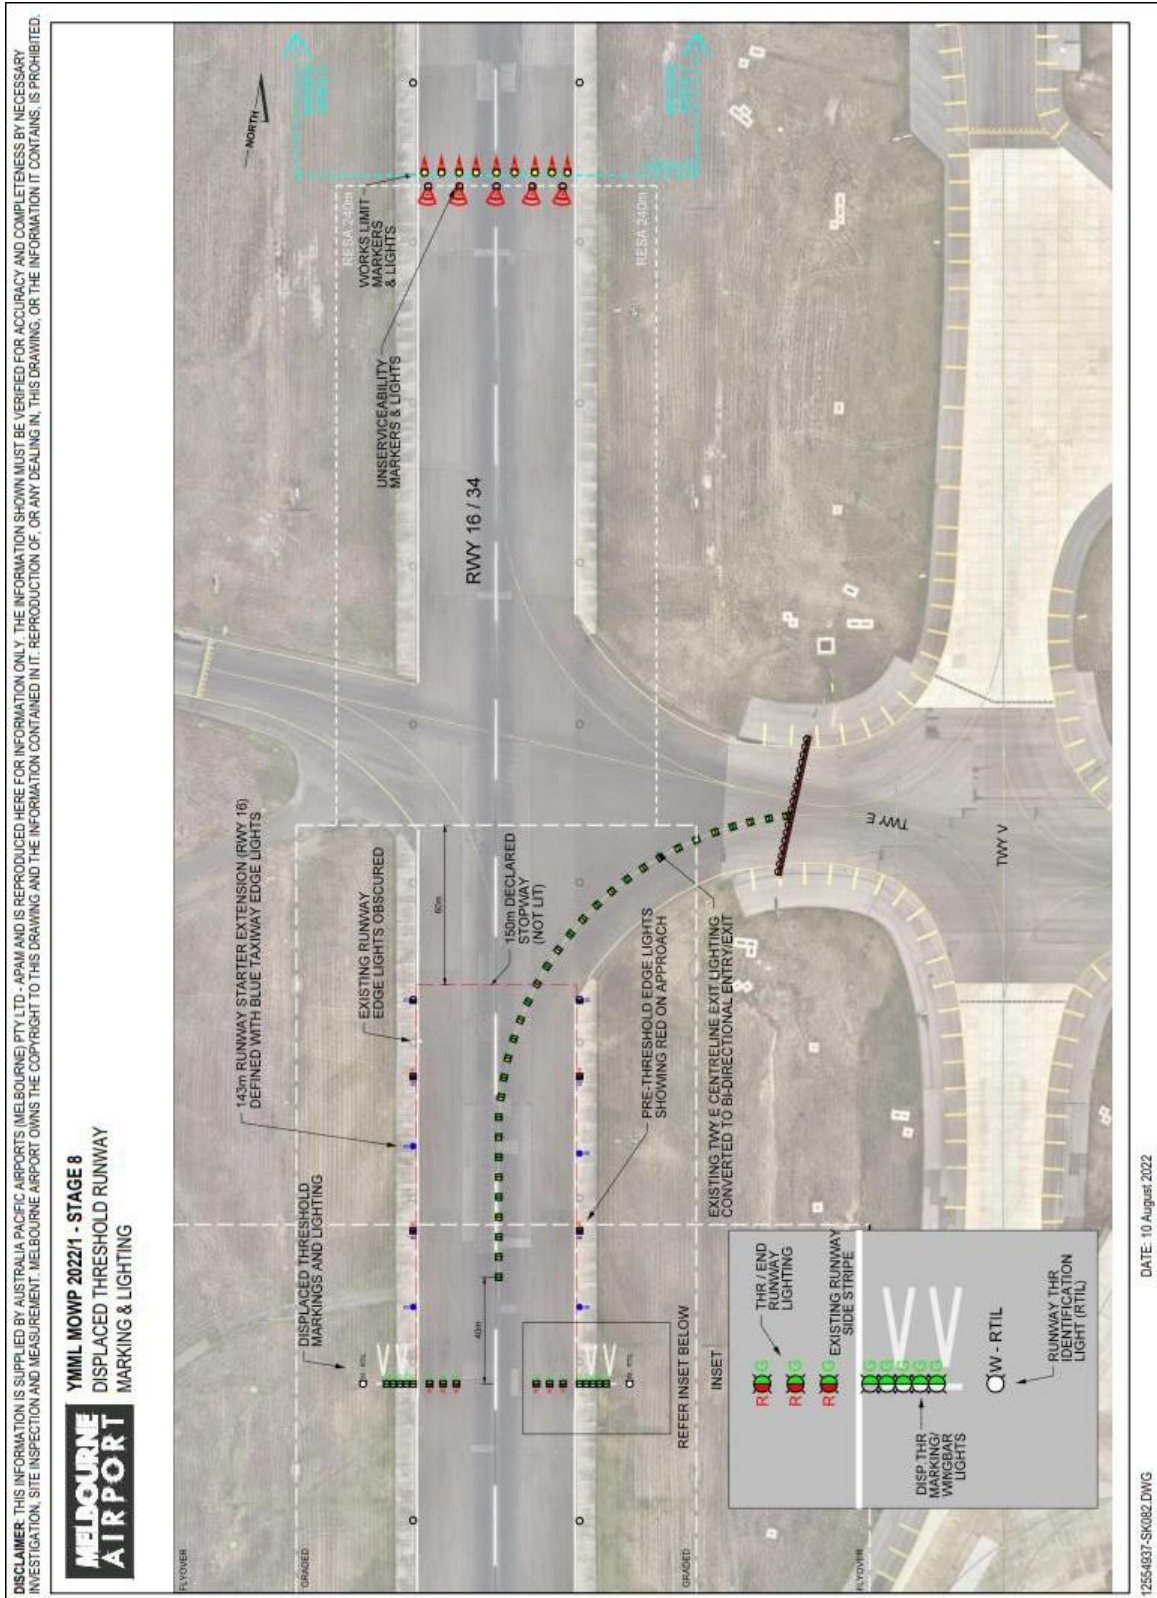 DISCLAIMER: THIS INFORMATION IS SUPPLIED BY AUSTRALIA PACIFIC AIRPORTS (MELBOURNE) PTY LTD - APAM AND IS REPRODUCED HERE FOR INFORMATION ONLY. THE INFORMATION SHOWN MUST BE VERIFIED FOR ACCURACY AND COMPLETENESS BY NECESSARY
INVESTIGATION, SITE INSPECTION AND MEASUREMENT. MELBOURNE AIRPORT OWNS THE COPYRIGHT TO THIS DRAWING AND THE INFORMATION CONTAINED IN IT. REPRODUCTION OF, OR ANY DEALING IN, THIS DRAWING, OR THE INFORMATION IT CONTAINS, IS PROHIBITED.
MELBOURNE
AIRPORT
YMML MOWP 2022/1 - STAGE 8
DISPLACED THRESHOLD RUNWAY
MARKING & LIGHTING
FLYOVER
GRADED
NORTH
143m RUNWAY STARTER EXTENSION (RWY 16)
DEFINED WITH BLUE TAXIWAY EDGE LIGHTS
DISPLACED THRESHOLD
MARKINGS AND LIGHTING
EXISTING RUNWAY
EDGE LIGHTS OBSCURED
RESA 240m
WORKS LIMIT
MARKERS
& LIGHTS
UNSERVICEABILITY
MARKERS & LIGHTS
W - RTIL
60m
40m
150m DECLARED
STOPWAY
(NOT LIT)
RWY 16 / 34
W - RTIL
RESA 240m
PRE-THRESHOLD EDGE LIGHTS
SHOWING RED ON APPROACH
REFER INSET BELOW
GRADED
EXISTING TWY E CENTRELINE EXIT LIGHTING
CONVERTED TO BI-DIRECTIONAL ENTRY/EXIT
INSET
R G
R G
R G
THR / END
RUNWAY
LIGHTING
EXISTING RUNWAY
SIDE STRIPE
G
G
G
G
G
DISP.THR
MARKING/
WINGBAR
LIGHTS
W - RTIL
RUNWAY THR
IDENTIFICATION
LIGHT (RTIL)
FLYOVER
TWY E
TWY V
12554937-SK082.DWG
DATE: 10 August 2022